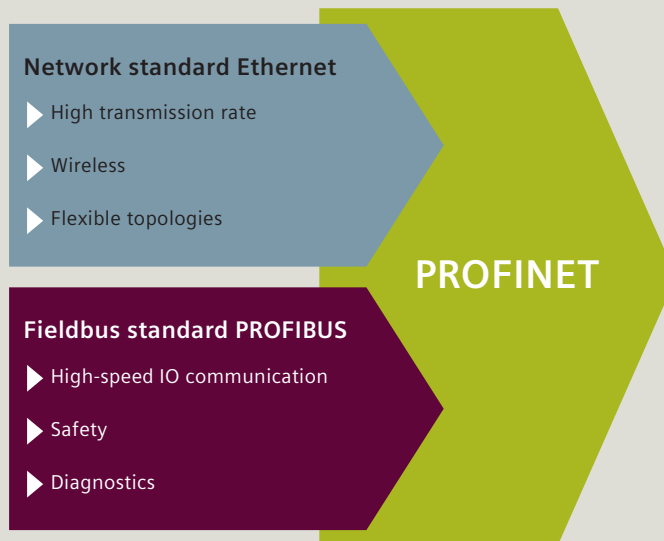 Network standard Ethernet
High transmission rate
Wireless
Flexible topologies
PROFINET
Fieldbus standard PROFIBUS
High-speed IO communication
Safety
Diagnostics